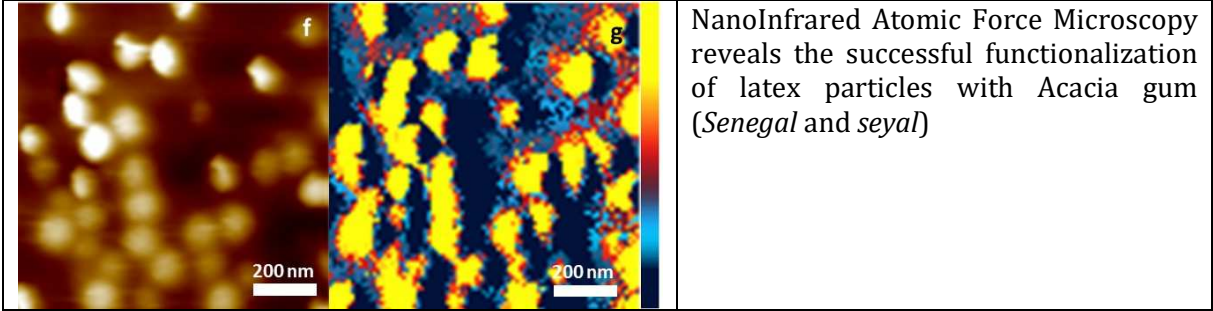 f
g
200 nm
200 nm
NanoInfrared Atomic Force Microscopy
reveals the successful functionalization
of latex particles with Acacia gum
(Senegal and seyal)